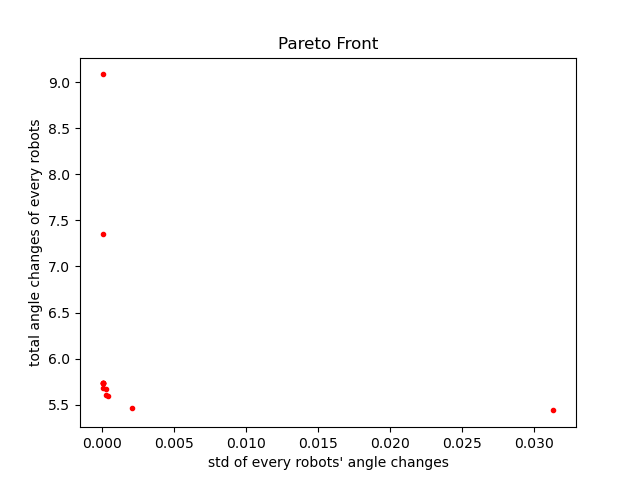 Pareto Front
total angle changes of every robots
9.0
8.5
8.0
7.5
7.0
6.5
6.0
5.5
0.000 0.005 0.010 0.015 0.020 0.025 0.030
std of every robots' angle changes